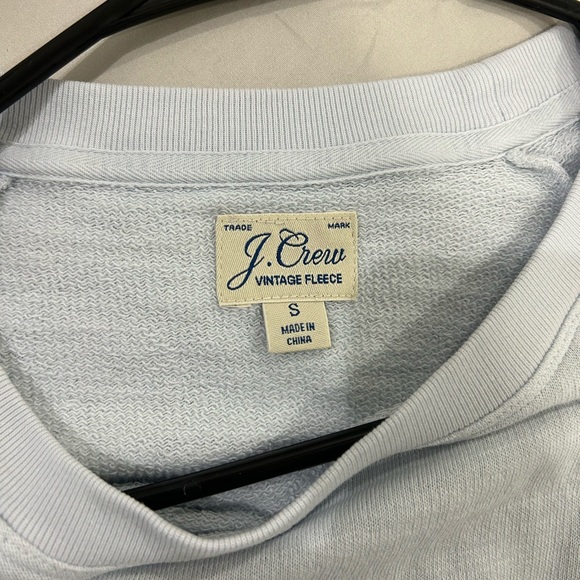 TRADE MARK
J. Crew
VINTAGE FLEECE
S
MADE IN
CHINA